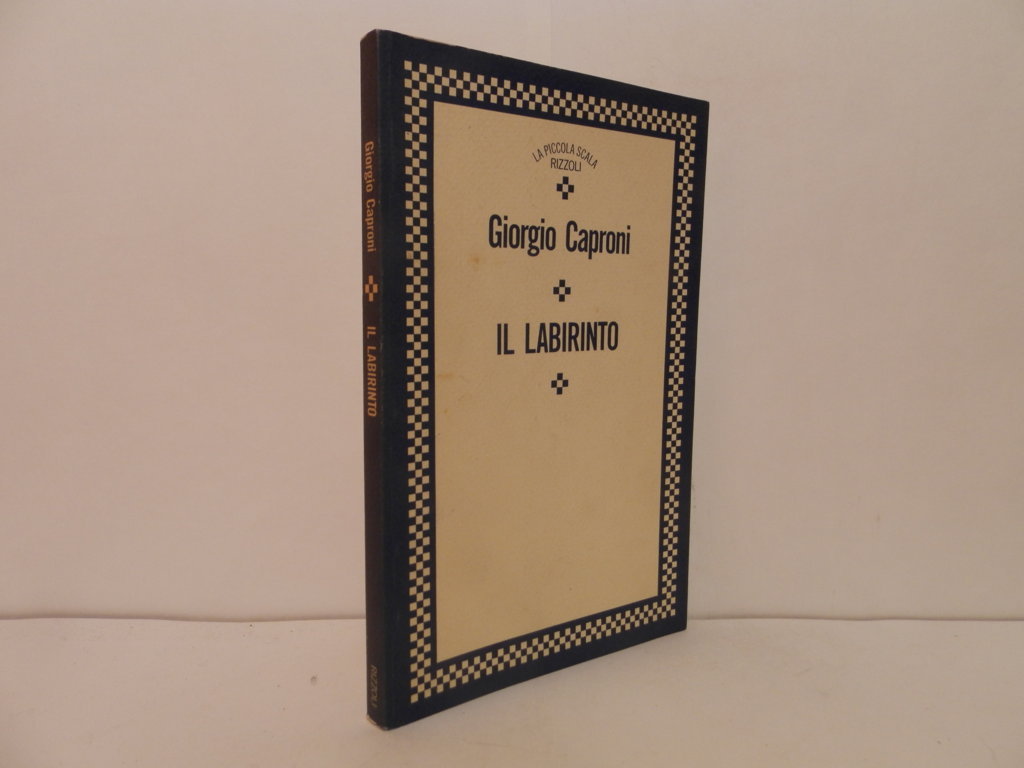 LA PICCOLA SCALA
RIZZOLI
Giorgio Caproni
IL LABIRINTO
Giorgio Caproni
IL LABIRINTO
RIZZOLI